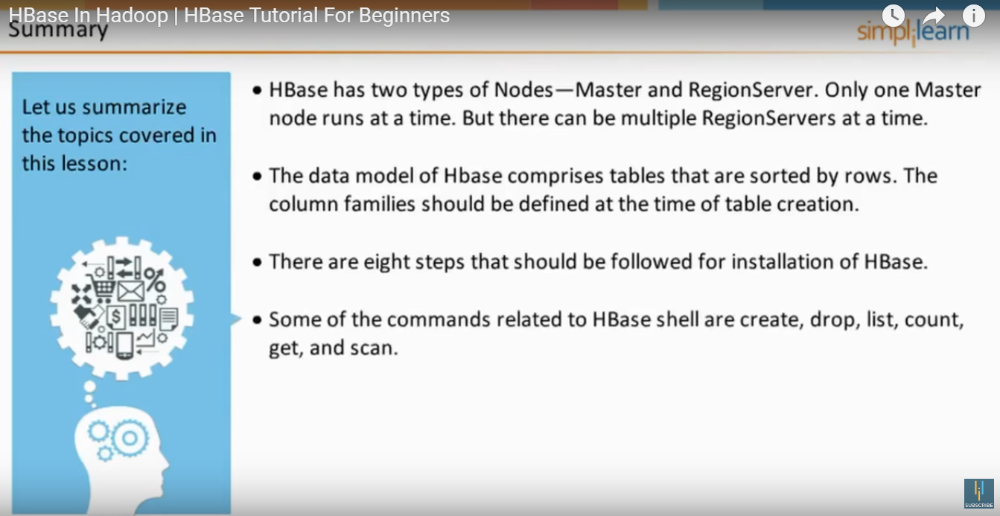 HBase In Hadoop | HBase Tutorial For Beginners
Summary
simplilearn
Let us summarize
the topics covered in
this lesson:
• HBase has two types of Nodes—Master and RegionServer. Only one Master
node runs at a time. But there can be multiple RegionServers at a time.
• The data model of Hbase comprises tables that are sorted by rows. The
column families should be defined at the time of table creation.
• There are eight steps that should be followed for installation of HBase.
• Some of the commands related to HBase shell are create, drop, list, count,
get, and scan.
SUBSCRIBE